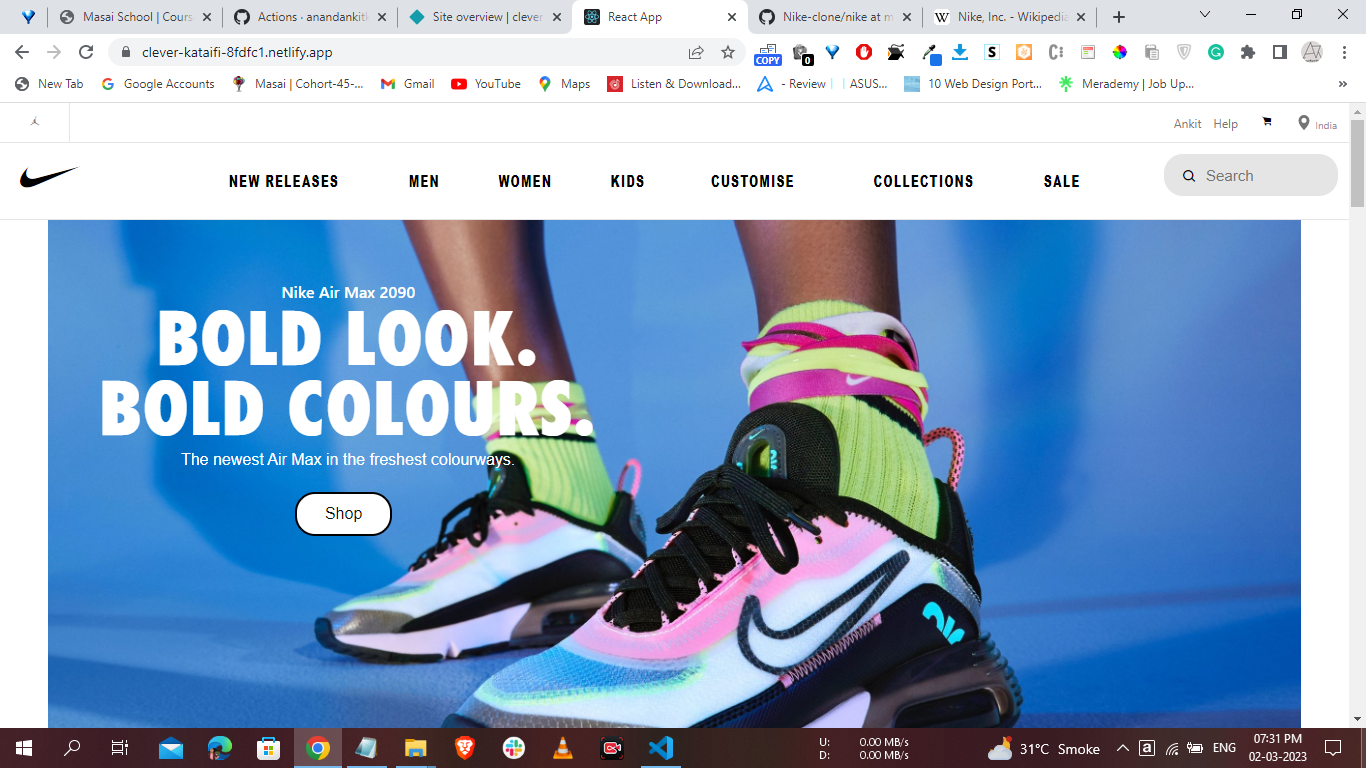 Masai School | Cours
Actions · anandankit
Site overview | clever
React App
Nike-clone/nike at m
Nike, Inc. - Wikipedia
clever-kataifi-8fdfc1.netlify.app
COPY
0
S
New Tab
Google Accounts
Masai | Cohort-45-...
Gmail
YouTube
Maps
Listen & Download...
- Review | | ASUS...
10 Web Design Port...
Merademy | Job Up...
Ankit Help
India
NEW RELEASES
MEN
WOMEN
KIDS
CUSTOMISE
COLLECTIONS
SALE
Search
Nike Air Max 2090
BOLD LOOK.
BOLD COLOURS.
The newest Air Max in the freshest colourways.
Shop
U: 0.00 MB/s
D: 0.00 MB/s
31°C Smoke
ENG
07:31 PM
02-03-2023